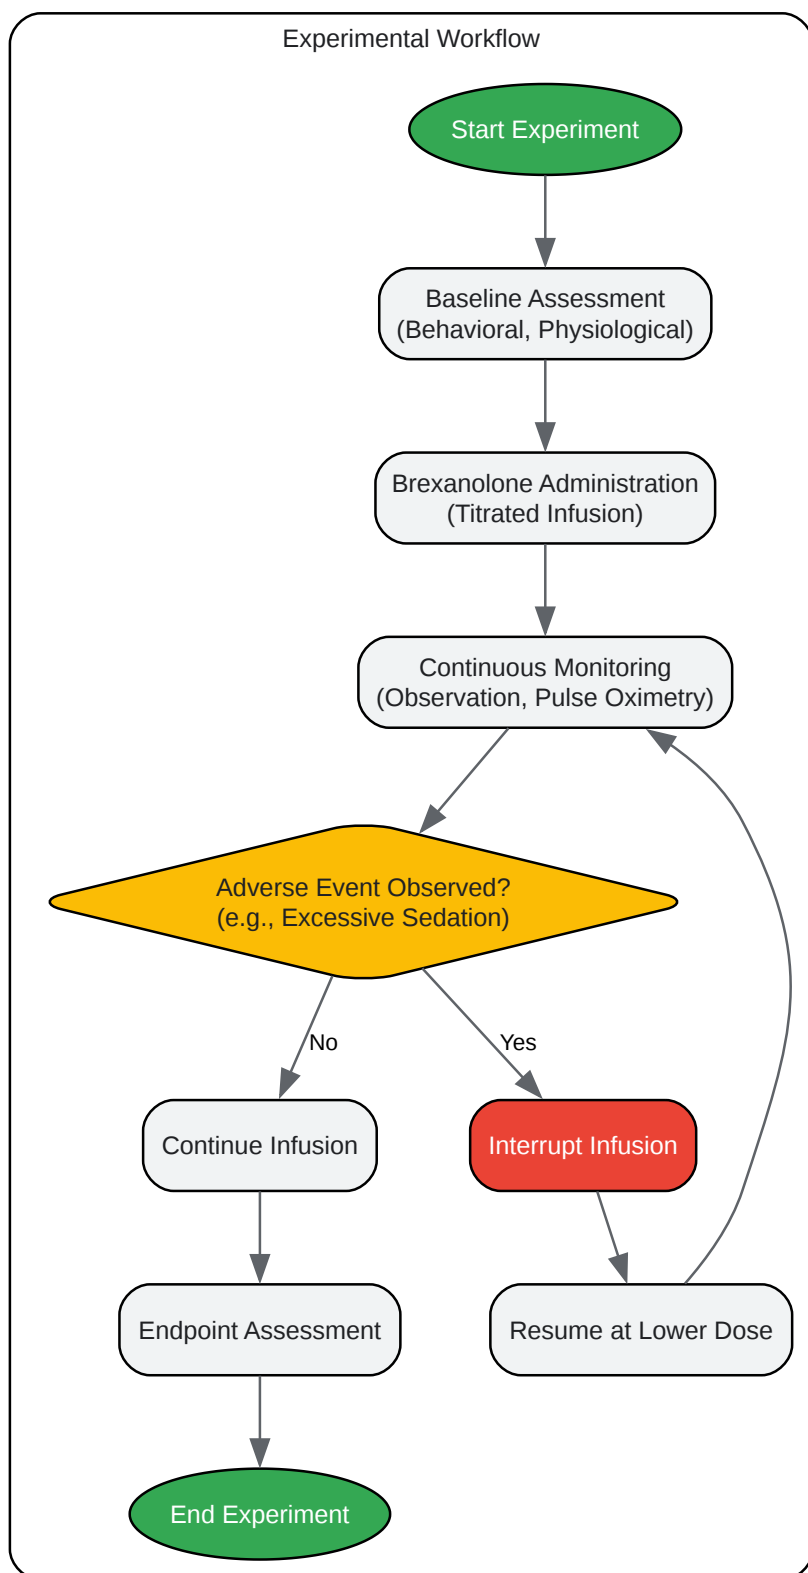 Experimental Workflow
Start Experiment
Baseline Assessment
(Behavioral, Physiological)
Brexanolone Administration
(Titrated Infusion)
Continuous Monitoring
(Observation, Pulse Oximetry)
Adverse Event Observed?
(e.g., Excessive Sedation)
No
Yes
Continue Infusion
Interrupt Infusion
Endpoint Assessment
Resume at Lower Dose
End Experiment